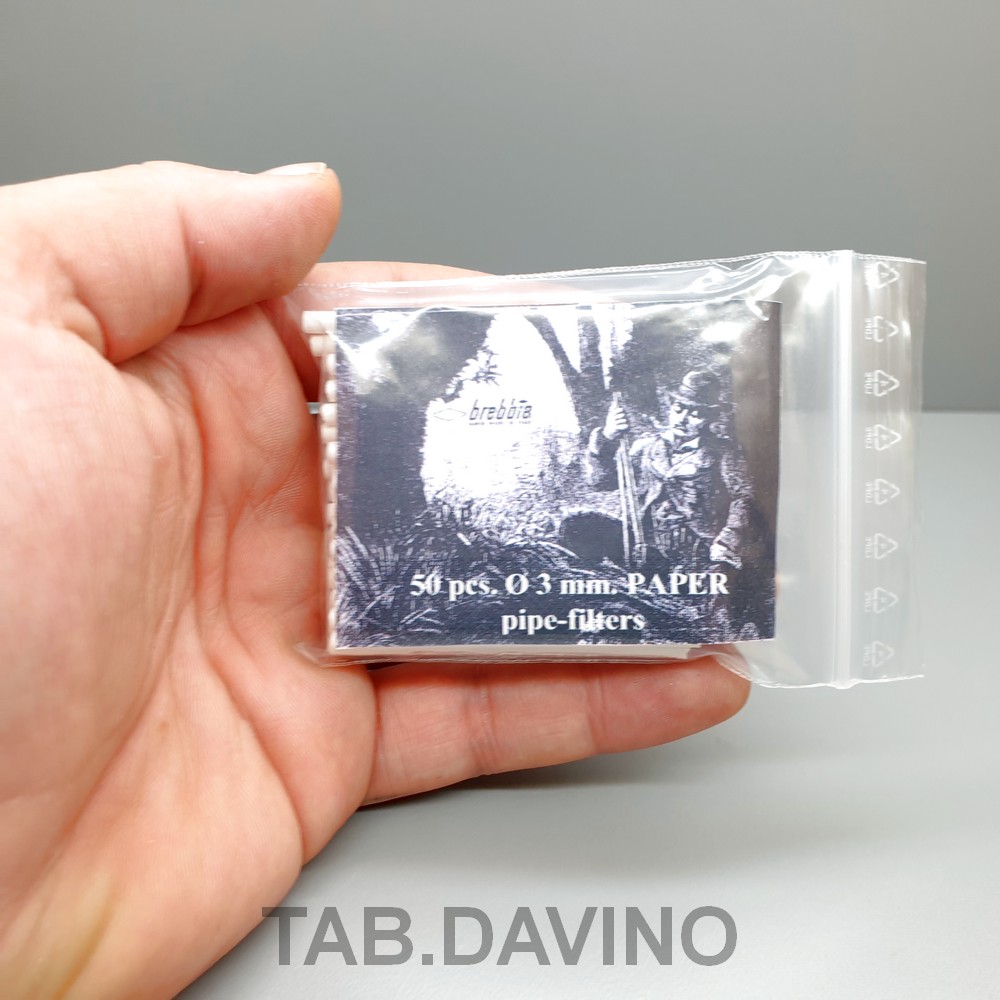 brebbia
50 pcs. Ø 3 mm. PAPER
pipe-filters
TAB.DAVINO